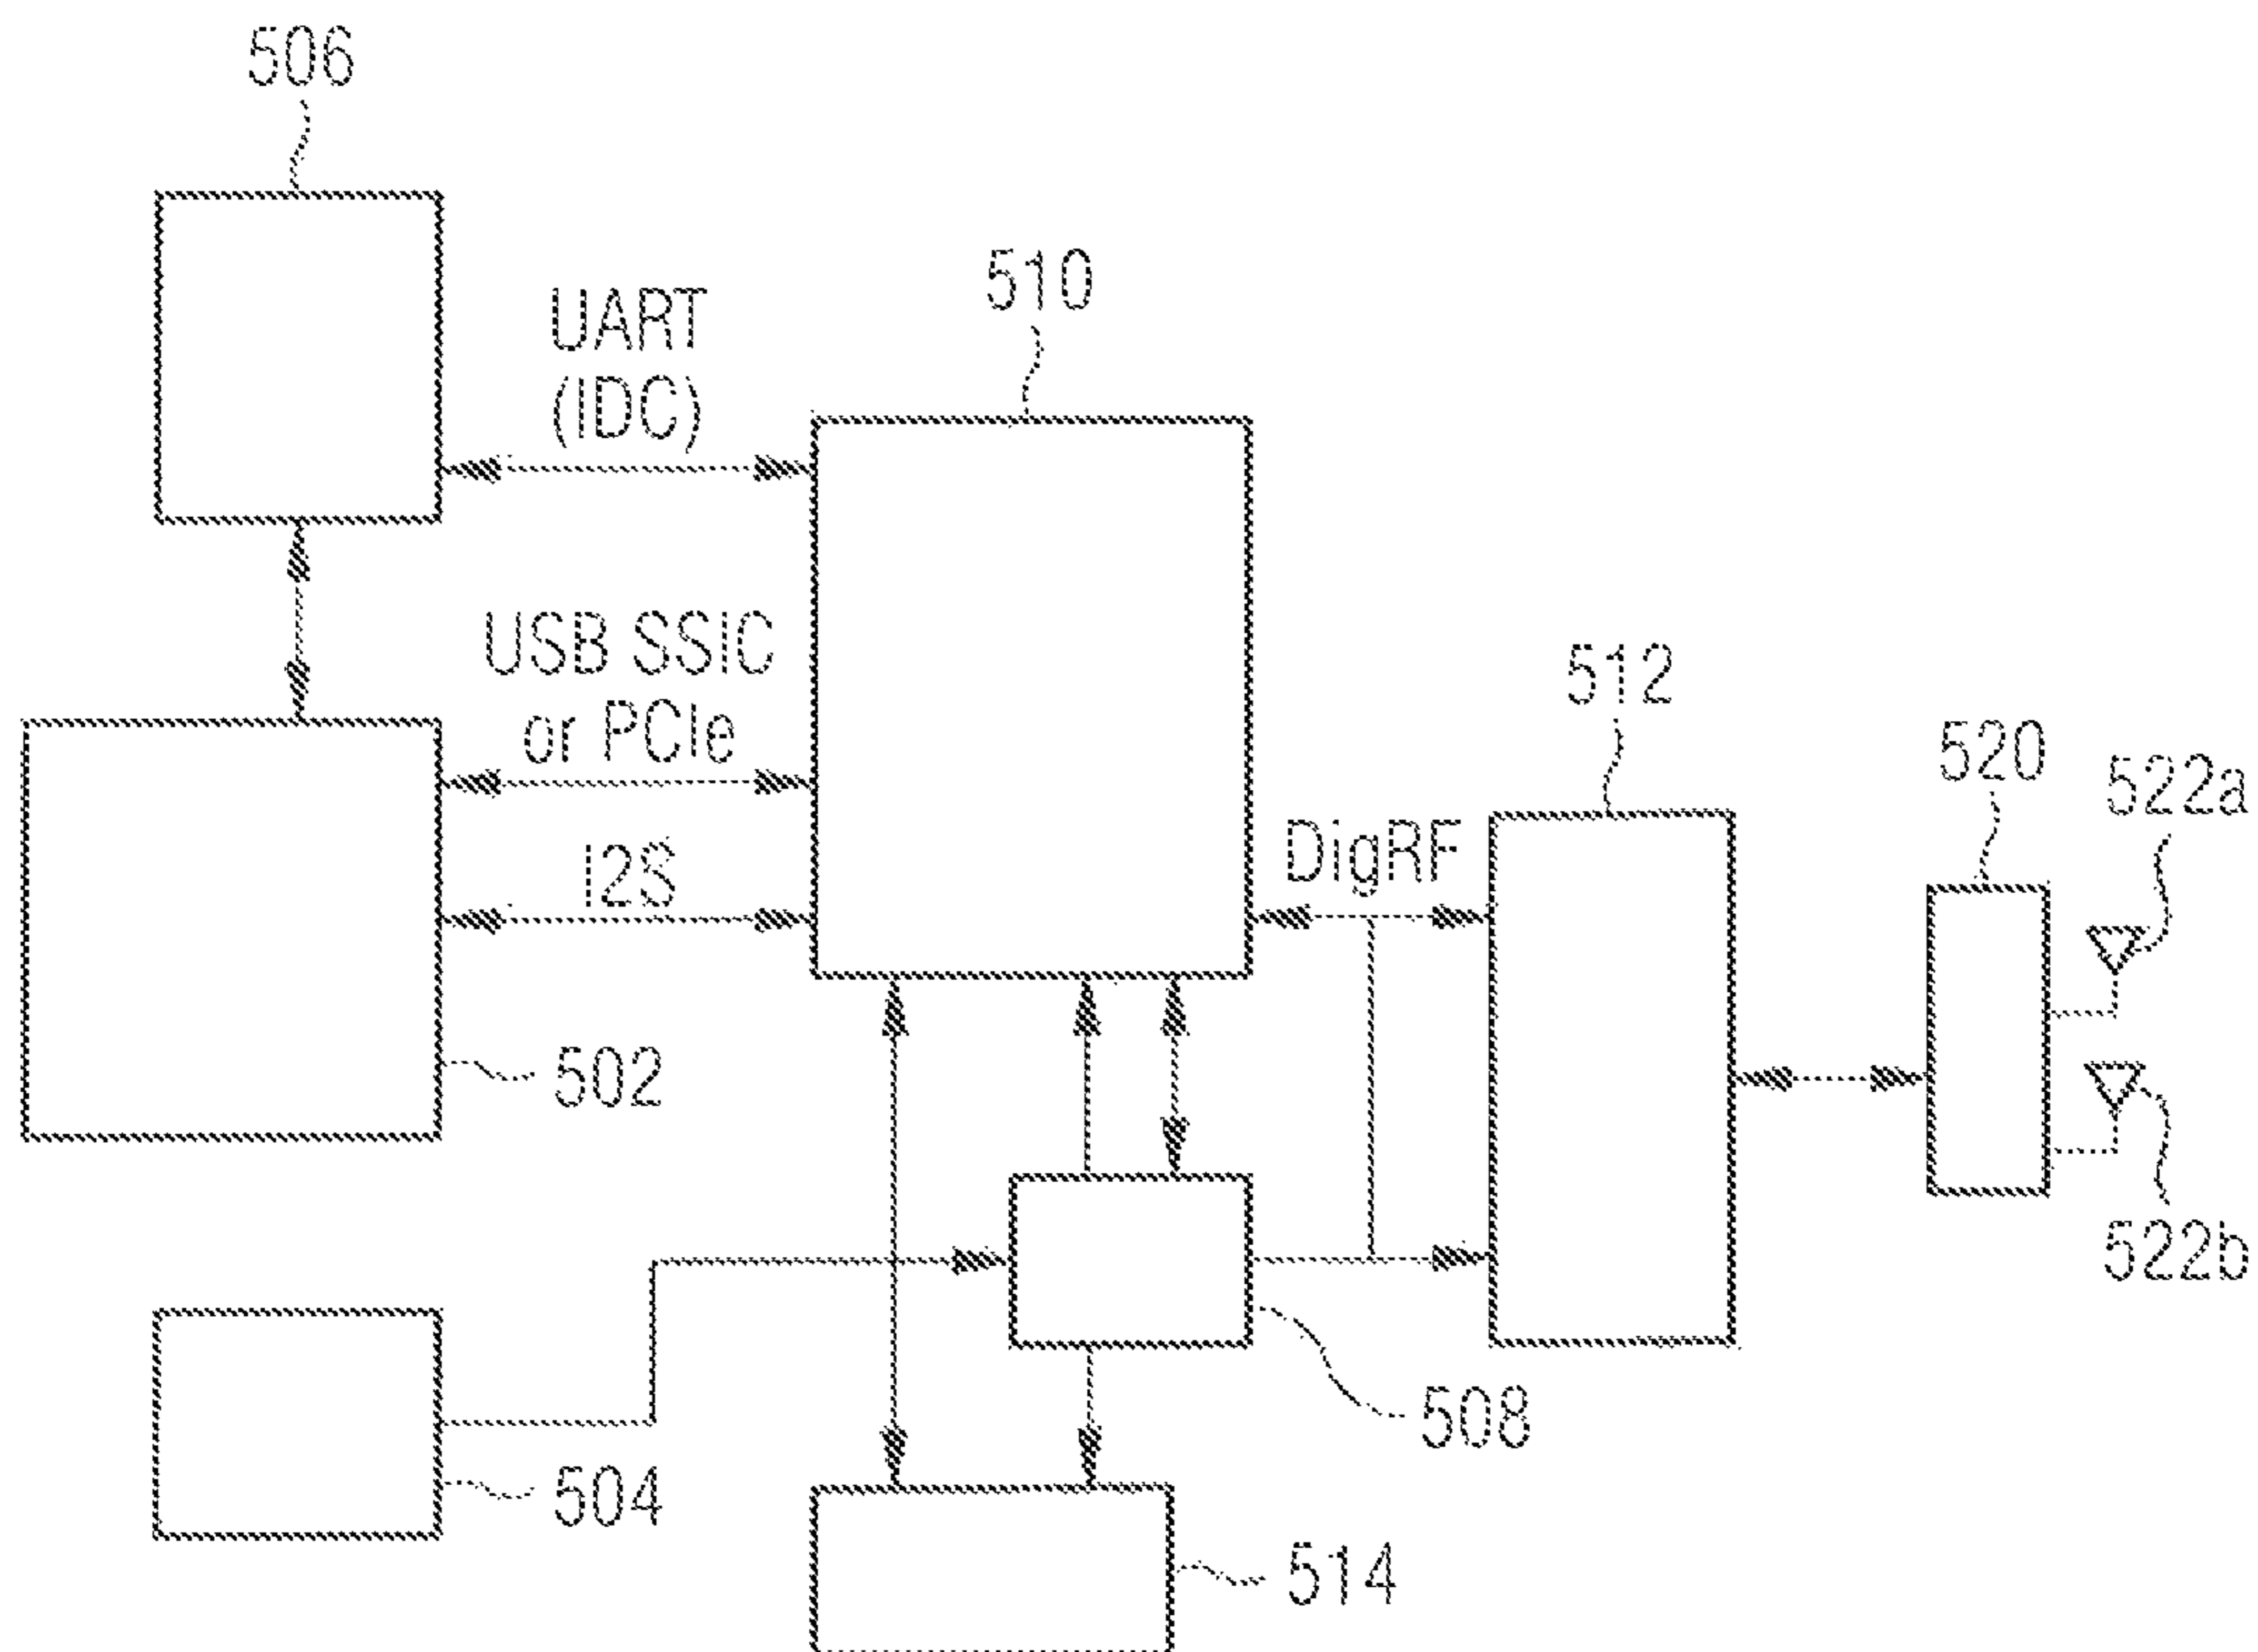 506
510
UART
(IDC)
USB SSIC
or PCIe
512
520
522a
I2S
DigRF
502
522b
508
504
514